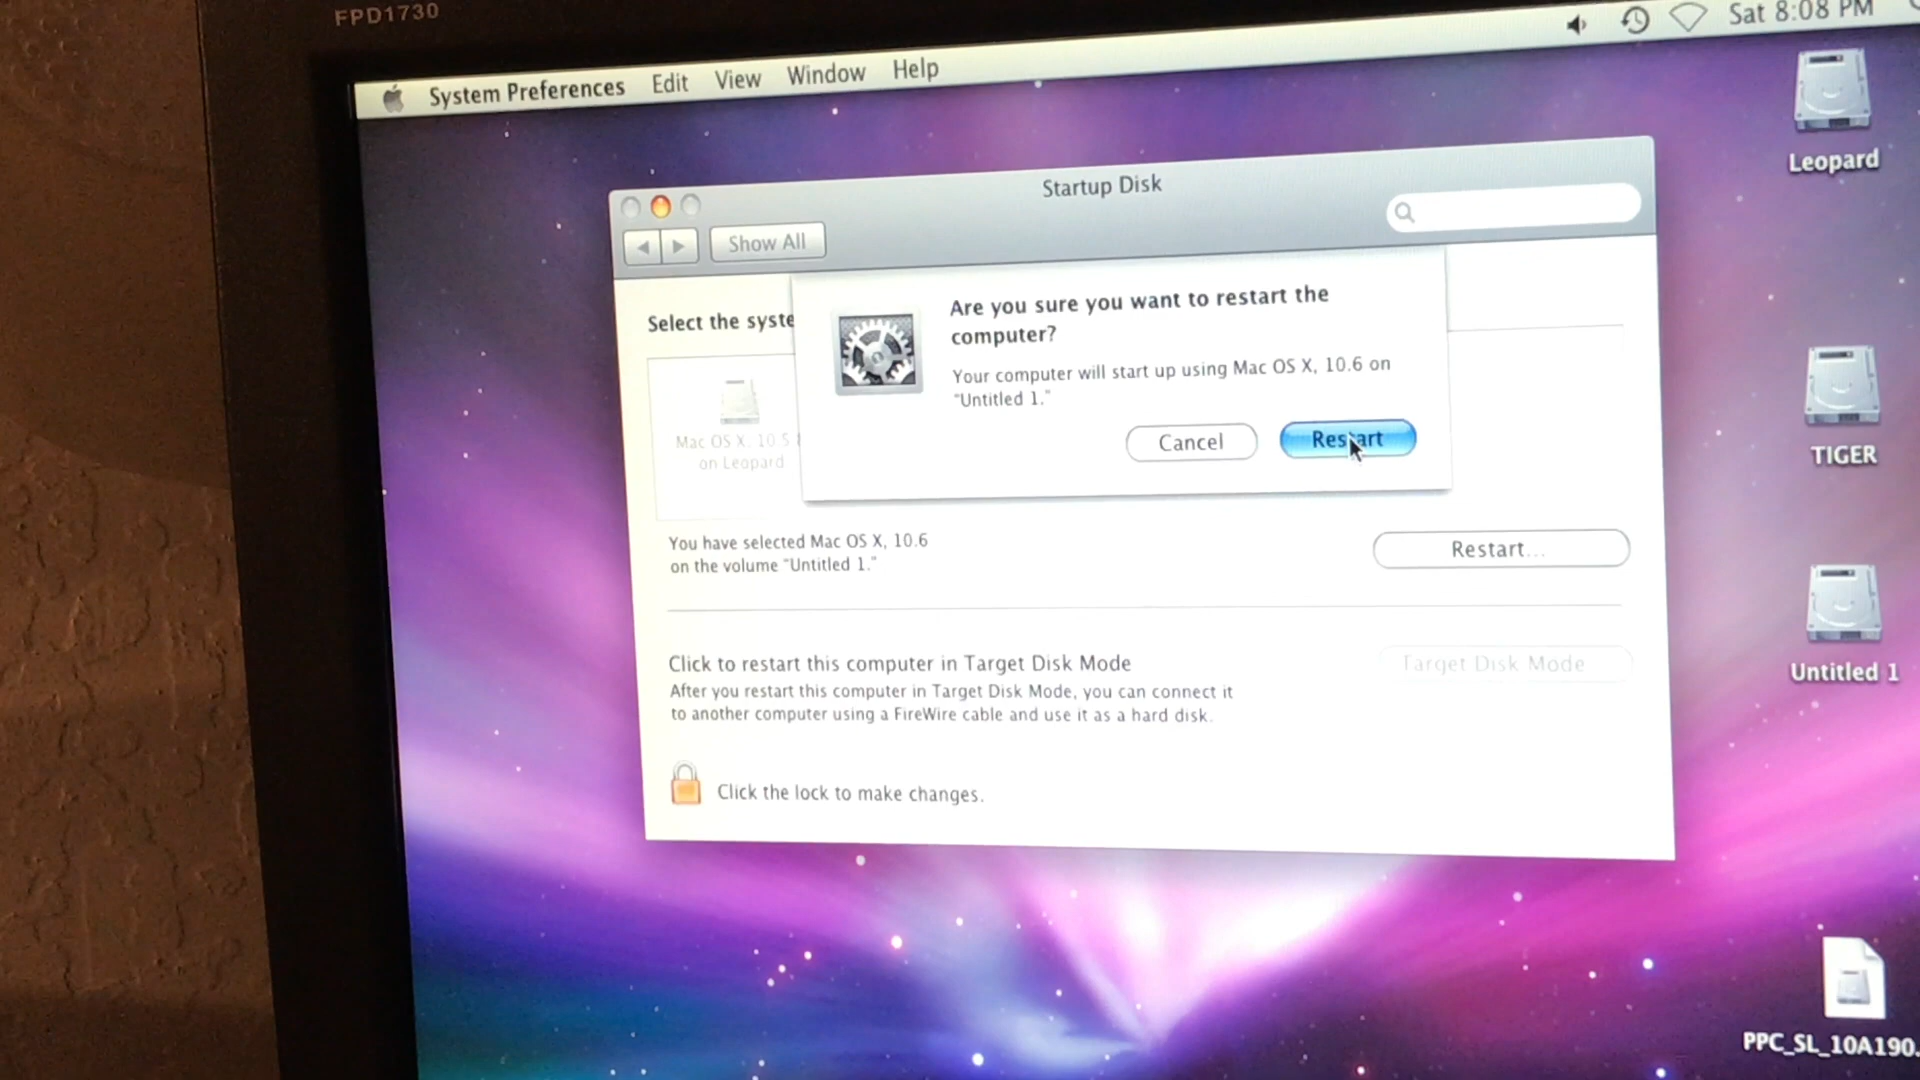 FPD1730
System Preferences Edit View Window Help
Sat 8:08 PM
Startup Disk
Show All
Select the syste
Are you sure you want to restart the
computer?
Your computer will start up using Mac OS X, 10.6 on
"Untitled 1."
Cancel
Restart
Mac OS X, 10.5
on Leopard
You have selected Mac OS X, 10.6
on the volume "Untitled 1."
Restart...
Click to restart this computer in Target Disk Mode
Target Disk Mode
After you restart this computer in Target Disk Mode, you can connect it
to another computer using a FireWire cable and use it as a hard disk.
Click the lock to make changes.
Leopard
TIGER
Untitled 1
PPC_SL_10A190.